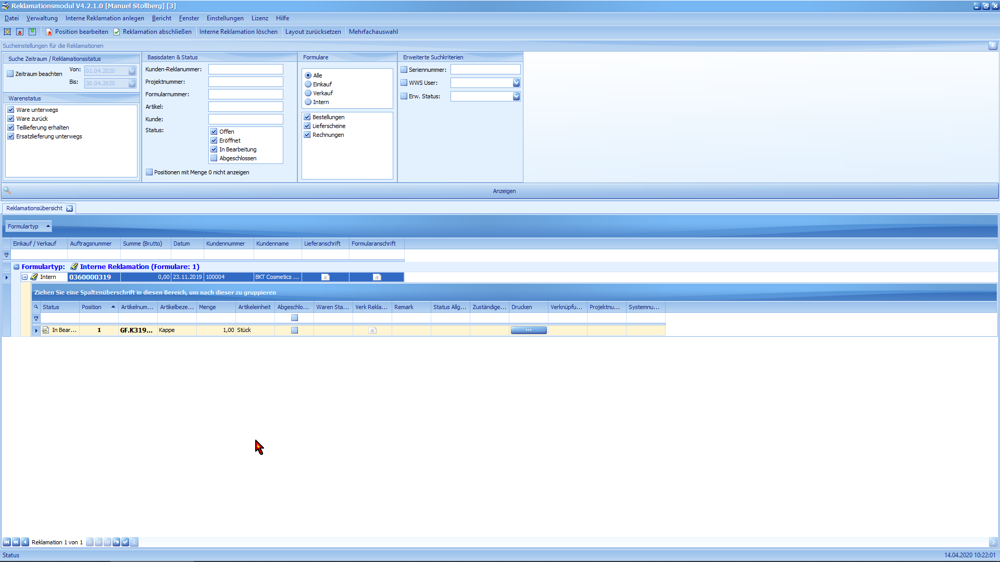 Reklamationsmodul V4.2.1.0 [Manuel Stollberg] [3]
Datei Verwaltung Interne Reklamation anlegen Bericht Fenster Einstellungen Lizenz Hilfe
Position bearbeiten Reklamation abschließen Interne Reklamation löschen Layout zurücksetzen Mehrfachauswahl
Sucheinstellungen für die Reklamationen
Suche Zeitraum / Reklamationsstatus
Zeitraum beachten
Von: 01.04.2020
Bis: 30.04.2020
Warenstatus
Ware unterwegs
Ware zurück
Teillieferung erhalten
Ersatzlieferung unterwegs
Basisdaten & Status
Kunden-Reklanummer:
Projektnummer:
Formularnummer:
Artikel:
Kunde:
Status:
Offen
Eröffnet
In Bearbeitung
Abgeschlossen
Positionen mit Menge 0 nicht anzeigen
Formulare
Alle
Einkauf
Verkauf
Intern
Bestellungen
Lieferscheine
Rechnungen
Erweiterte Suchkriterien
Seriennummer:
WWS User:
Erw. Status:
Anzeigen
Reklamationsübersicht
Formulartyp
Einkauf / Verkauf Auftragsnummer Summe (Brutto) Datum Kundennummer Kundenname Lieferanschrift Formularanschrift
Formulartyp: Interne Reklamation (Formulare: 1)
Intern 0360000319 0,00 23.11.2019 100004 BKT Cosmetics ... a a
Ziehen Sie eine Spaltenüberschrift in diesen Bereich, um nach dieser zu gruppieren
Status Position Artikelnum... Artikelbeze... Menge Artikeleinheit Abgeschlo... Waren Sta... Verk Rekla... Remark Status Allg... Zuständige... Drucken Verknüpfu... Projektnu... Systemnu...
In Bear... 1 GF.K319... Kappe 1,00 Stück a ...
Reklamation 1 von 1
Status 14.04.2020 10:22:01